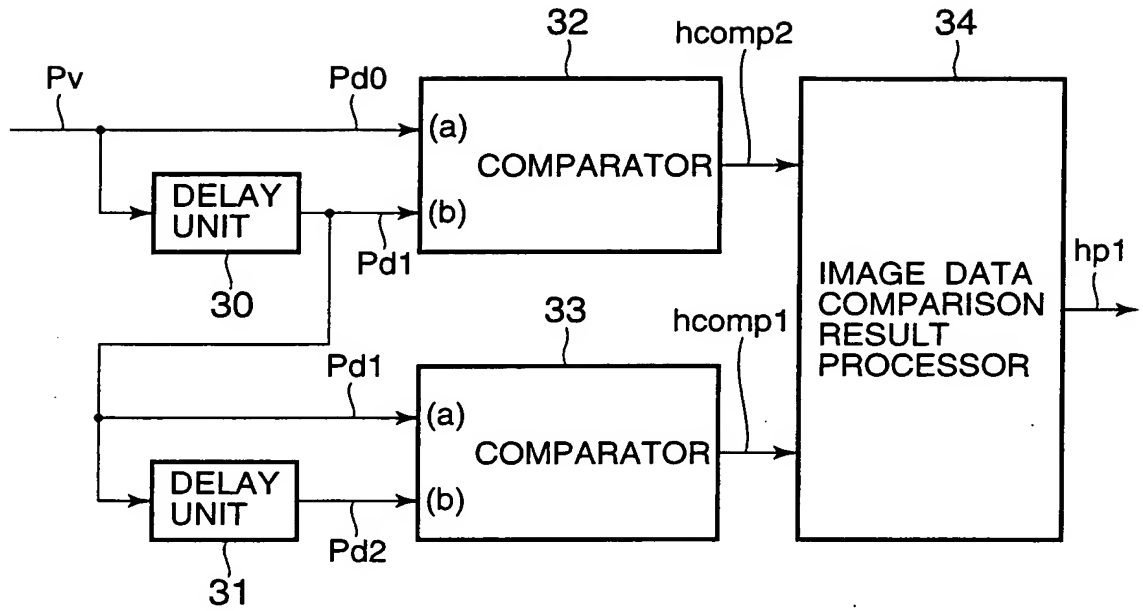 32
hcomp2
34
Pv
Pd0
(a)
COMPARATOR
(b)
DELAY
UNIT
Pd1
30
33
hcomp1
IMAGE DATA
COMPARISON
RESULT
PROCESSOR
hp1
Pd1
(a)
COMPARATOR
(b)
DELAY
UNIT
Pd2
31